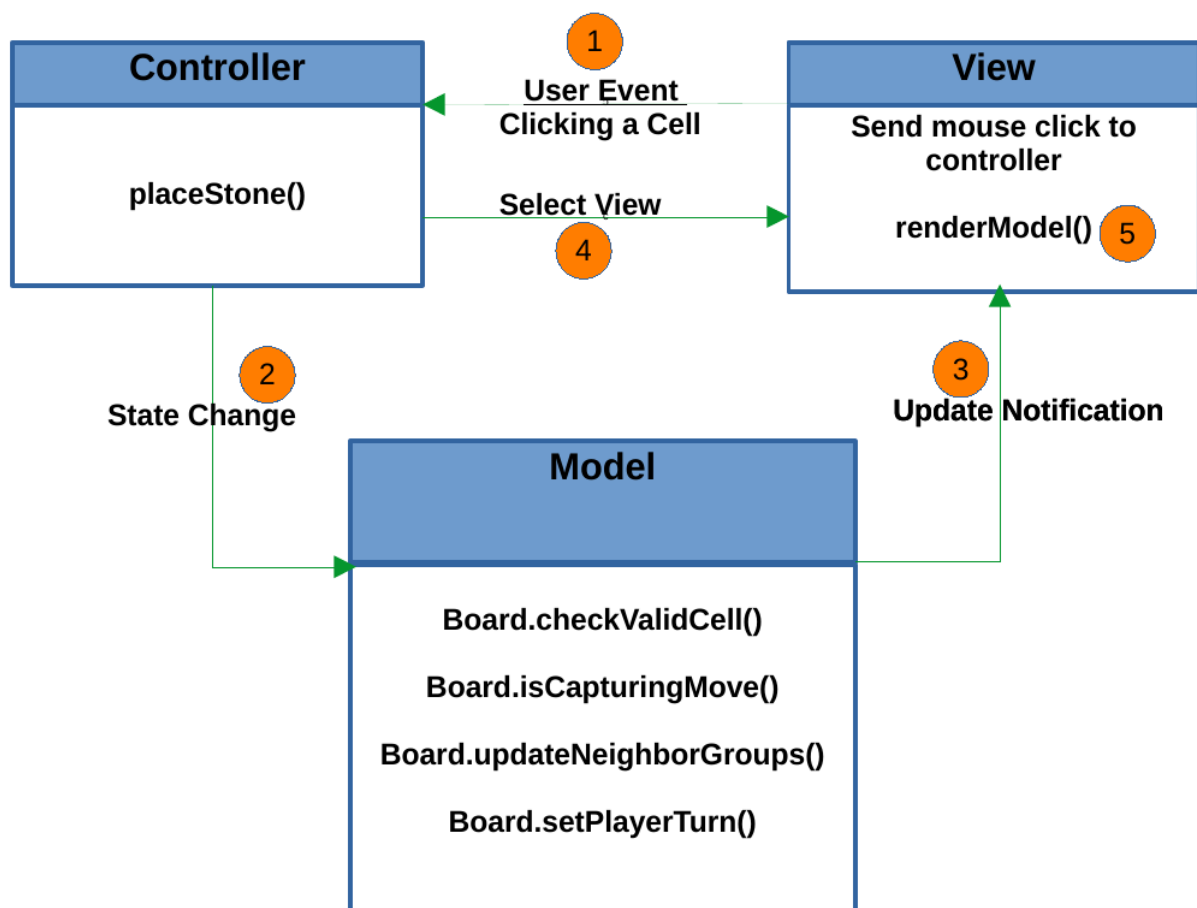 1
Controller
View
User Event
Clicking a Cell
Send mouse click to
controller
placeStone()
Select View
renderModel()
5
4
2
3
State Change
Update Notification
Model
Board.checkValidCell()
Board.isCapturingMove()
Board.updateNeighborGroups()
Board.setPlayerTurn()